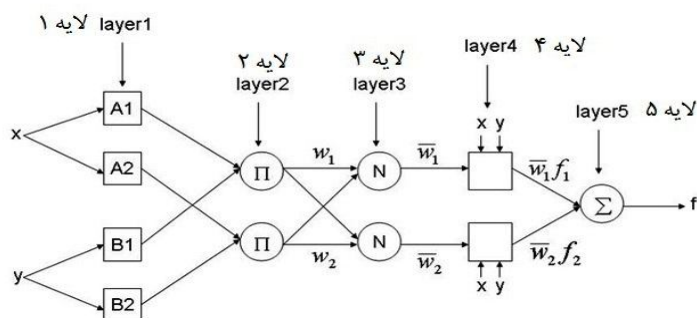 layer1 لایه ۱
لایه ۲
layer2
لایه ۳
layer3
layer4 لایه ۴
layer5 لایه ۵
x y
x
A1
A2
y
B1
B2
Π
Π
w₁
w₂
N
N
w̅₁
w̅₂
w̅₁f₁
w̅₂f₂
x y
Σ
f